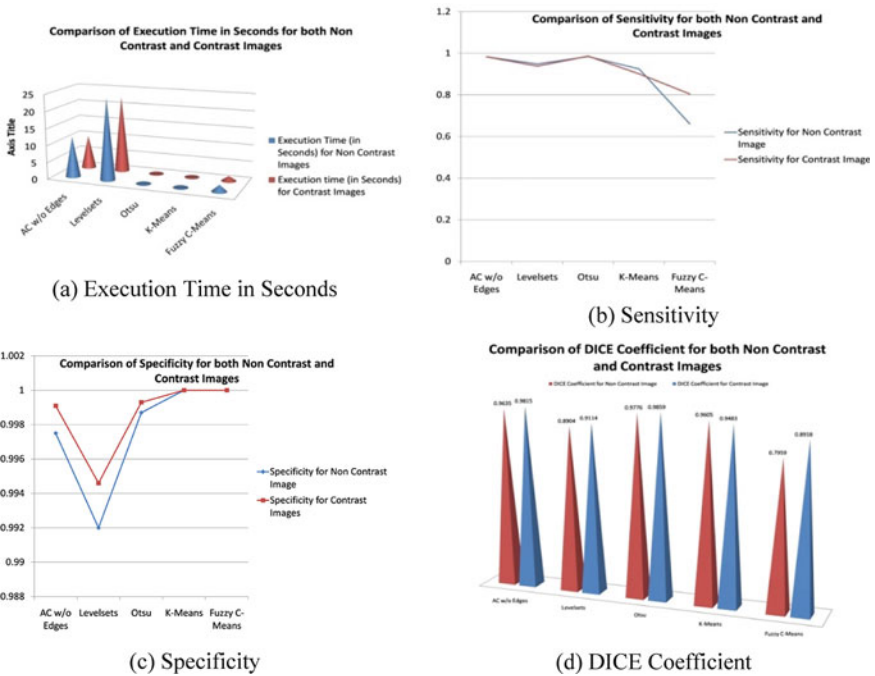 Comparison of Execution Time in Seconds for both Non
Contrast and Contrast Images
25
20
15
10
5
0
Axis Title
AC w/o Edges
Levelsets
Otsu
K-Means
Fuzzy C-Means
Execution Time (in
Seconds) for Non Contrast
Images
Execution time (in Seconds)
for Contrast Images
(a) Execution Time in Seconds
Comparison of Sensitivity for both Non Contrast and
Contrast Images
1.2
1
0.8
0.6
0.4
0.2
0
AC w/o
Edges
Levelsets
Otsu
K-Means
Fuzzy C-
Means
Sensitivity for Non Contrast
Image
Sensitivity for Contrast Image
(b) Sensitivity
Comparison of Specificity for both Non Contrast and
Contrast Images
1.002
1
0.998
0.996
0.994
0.992
0.99
0.988
AC w/o
Edges
Levelsets
Otsu
K-Means
Fuzzy C-
Means
Specificity for Non Contrast
Image
Specificity for Contrast
Images
(c) Specificity
Comparison of DICE Coefficient for both Non Contrast
and Contrast Images
DICE Coefficient for Non Contrast Image
DICE Coefficient for Contrast Image
0.9815
0.8904
0.9114
0.9776
0.9859
0.9605
0.9483
AC w/o Edges
Levelsets
Otsu
K-Means
Fuzzy C Means
(d) DICE Coefficient